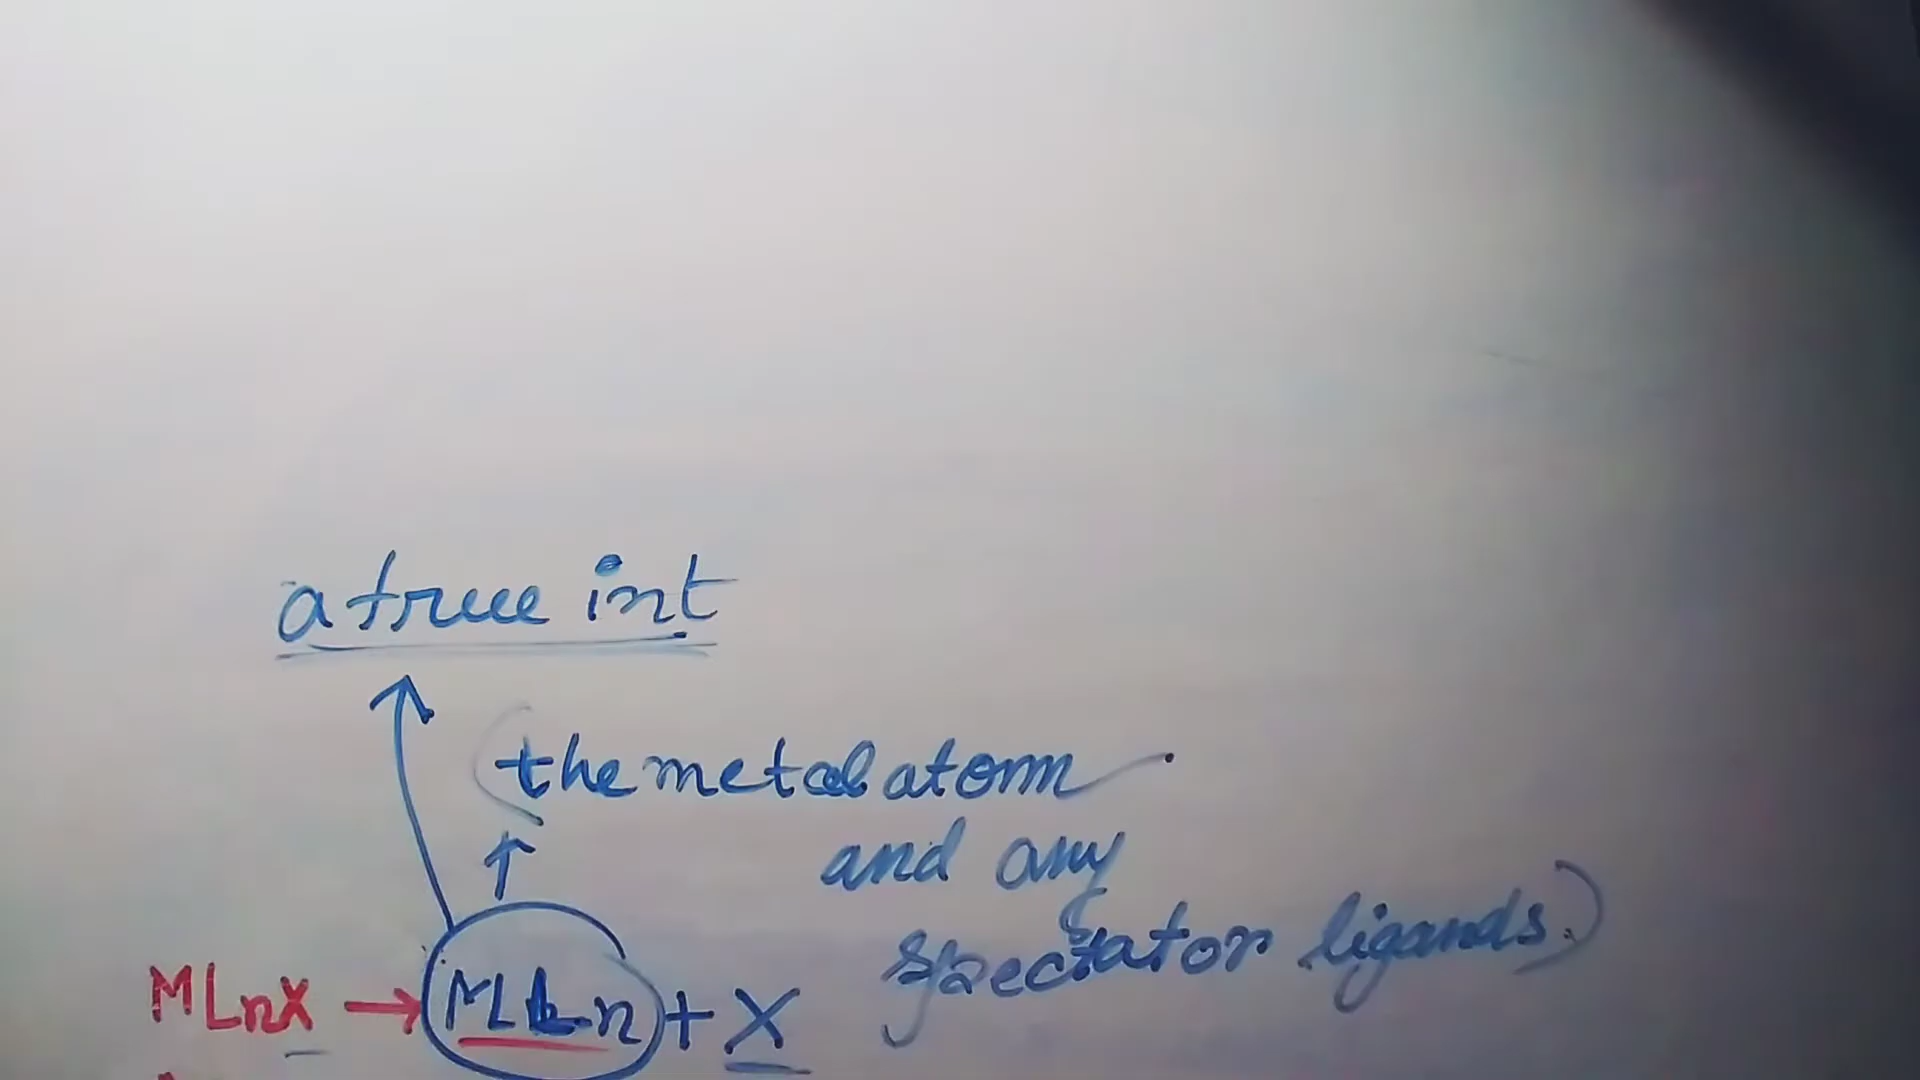 a true int
(the metal atom
and any
spectator ligands.)
MLnX → MLn + X